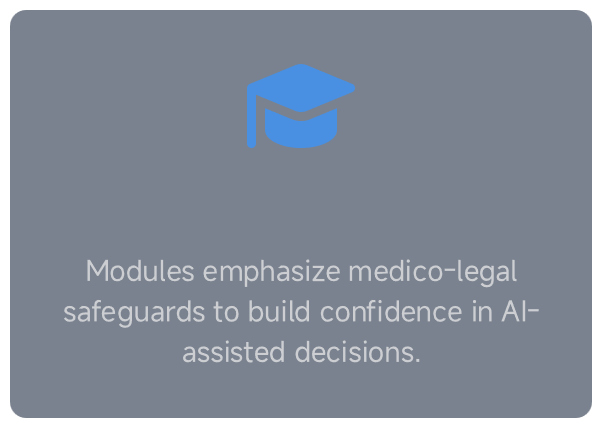 Modules emphasize medico-legal
safeguards to build confidence in AI-
assisted decisions.